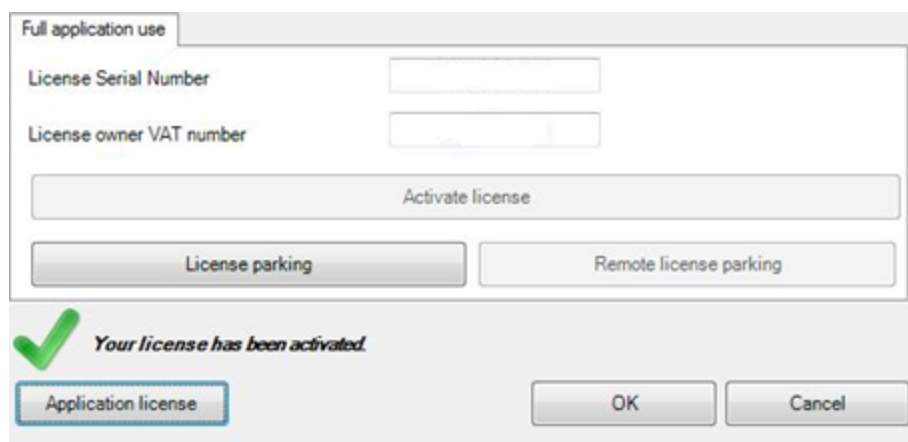 Full application use
License Serial Number
License owner VAT number
Activate license
License parking Remote license parking
Your license has been activated.
Application license OK Cancel